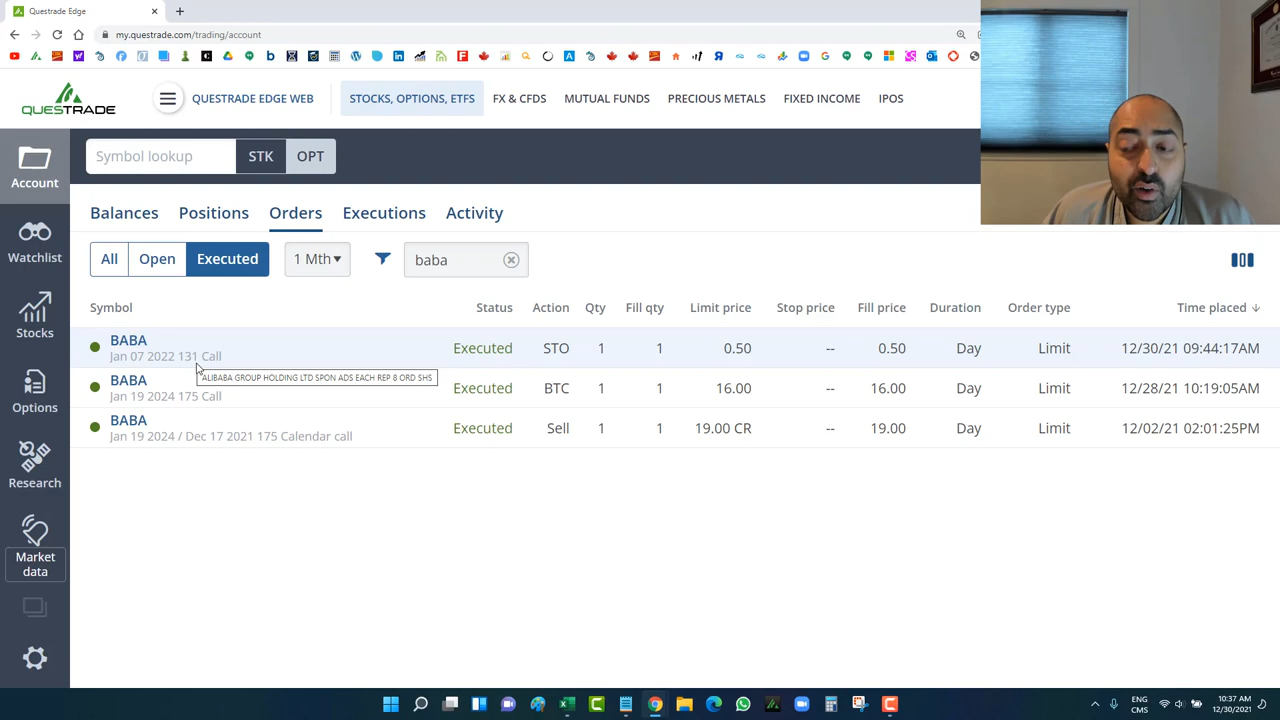 Questrade Edge
my.questrade.com/trading/account
QUESTRADE
QUESTRADE EDGE WEB
STOCKS, OPTIONS, ETFS
FX & CFDS
MUTUAL FUNDS
PRECIOUS METALS
FIXED INCOME
IPOS
Symbol lookup
STK
OPT
Account
Watchlist
Stocks
Options
Research
Market
data
Balances
Positions
Orders
Executions
Activity
All
Open
Executed
1 Mth
baba
Symbol Status Action Qty Fill qty Limit price Stop price Fill price Duration Order type Time placed
BABA
Jan 07 2022 131 Call
Executed STO 1 1 0.50 -- 0.50 Day Limit 12/30/21 09:44:17AM
ALIBABA GROUP HOLDING LTD SPON ADS EACH REP 8 ORD SHS
BABA
Jan 19 2024 175 Call
Executed BTC 1 1 16.00 -- 16.00 Day Limit 12/28/21 10:19:05AM
BABA
Jan 19 2024 / Dec 17 2021 175 Calendar call
Executed Sell 1 1 19.00 CR -- 19.00 Day Limit 12/02/21 02:01:25PM
ENG
CMS
10:37 AM
12/30/2021